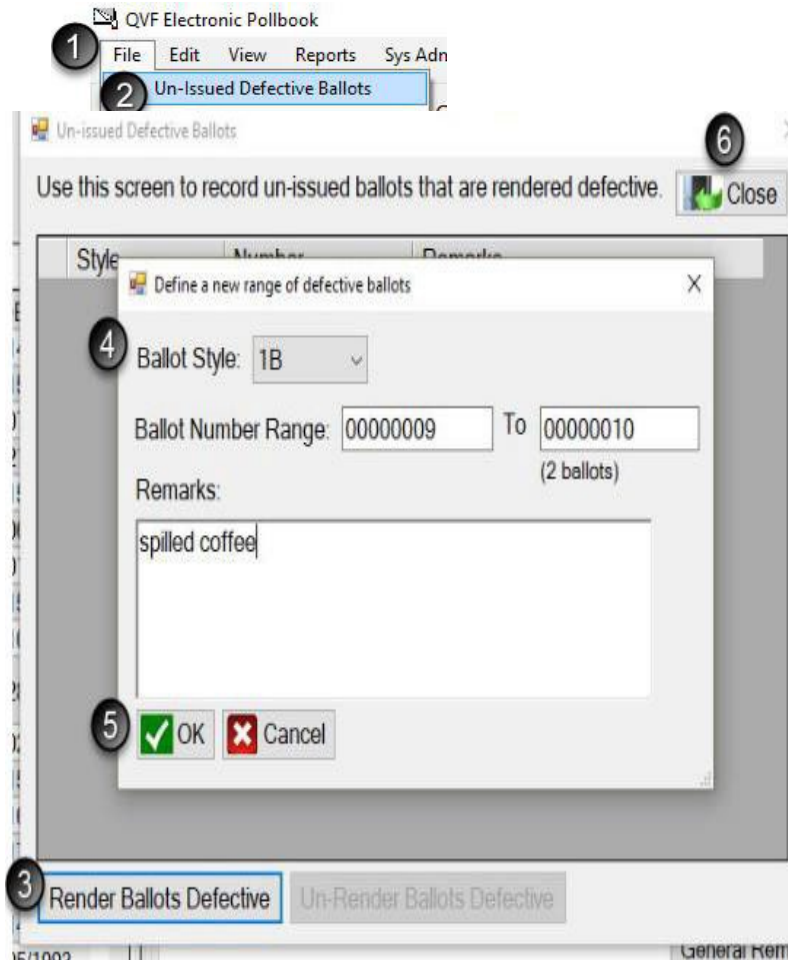 QVF Electronic Pollbook
1
File Edit View Reports Sys Adn
2
Un-Issued Defective Ballots
Un-issued Defective Ballots
6
Use this screen to record un-issued ballots that are rendered defective.
Close
Style Number Remarks
Define a new range of defective ballots X
4
Ballot Style: 1B
Ballot Number Range: 00000009 To 00000010
(2 ballots)
Remarks:
spilled coffee
5
OK Cancel
3
Render Ballots Defective Un-Render Ballots Defective
General Rem